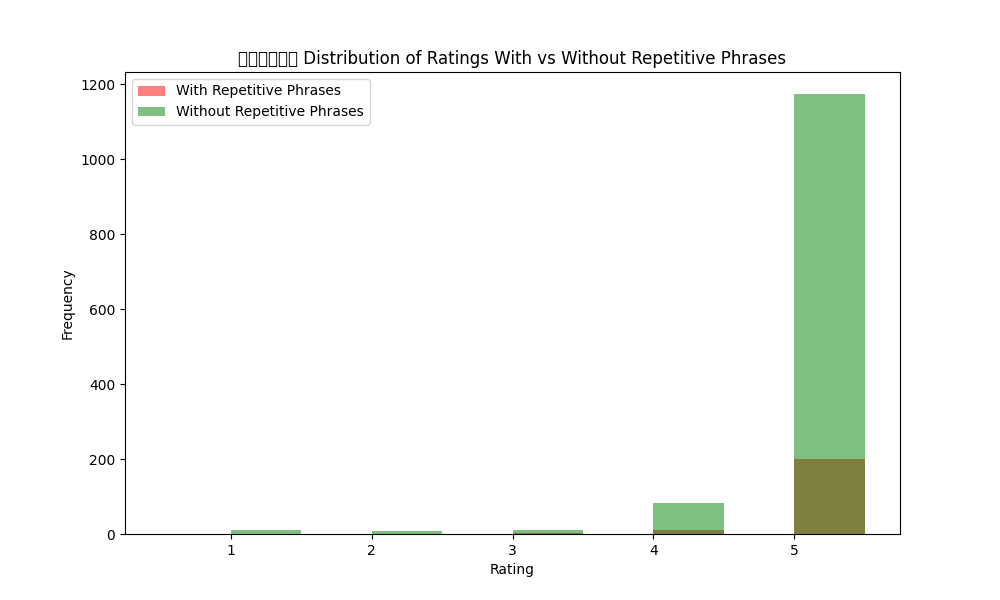 Distribution of Ratings With vs Without Repetitive Phrases
With Repetitive Phrases
Without Repetitive Phrases
1200
1000
800
600
400
200
0
Frequency
1 2 3 4 5
Rating